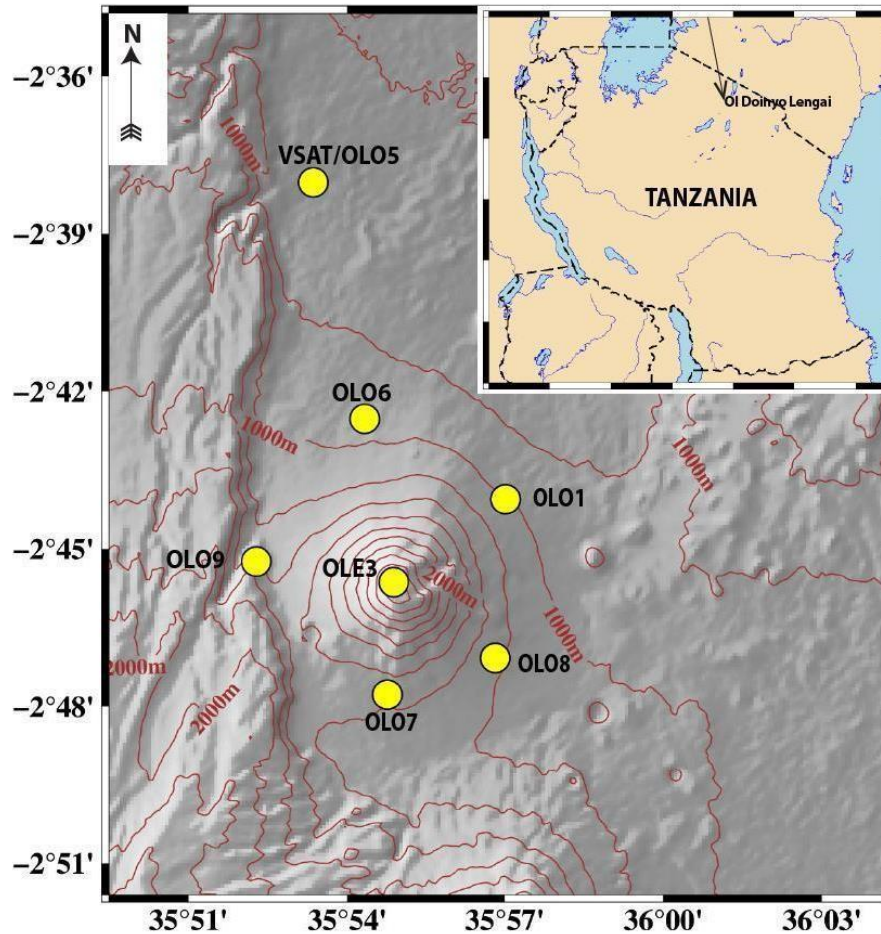 N
−2°36'
−2°39'
−2°42'
−2°45'
−2°48'
−2°51'
35°51'
35°54'
35°57'
36°00'
36°03'
Ol Doinyo Lengai
TANZANIA
1000m
VSAT/OLO5
OLO6
1000m
1000m
OLO1
OLO9
OLE3
2000m
1000m
OLO8
2000m
2000m
OLO7